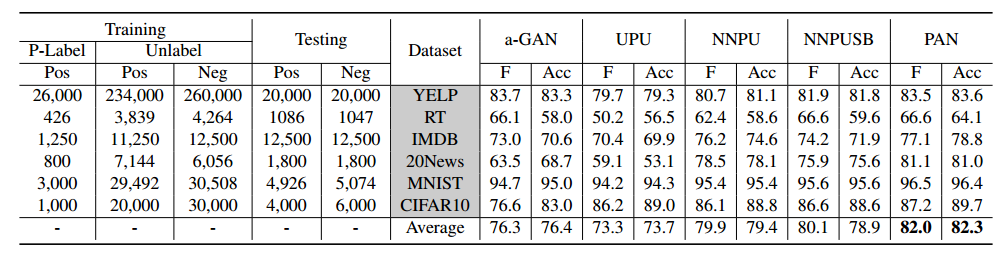 Training Testing Dataset a-GAN UPU NNPU NNPUSB PAN
P-Label Unlabel
Pos Pos Neg Pos Neg F Acc F Acc F Acc F Acc F Acc
26,000 234,000 260,000 20,000 20,000 YELP 83.7 83.3 79.7 79.3 80.7 81.1 81.9 81.8 83.5 83.6
426 3,839 4,264 1086 1047 RT 66.1 58.0 50.2 56.5 62.4 58.6 66.6 59.6 66.6 64.1
1,250 11,250 12,500 12,500 12,500 IMDB 73.0 70.6 70.4 69.9 76.2 74.6 74.2 71.9 77.1 78.8
800 7,144 6,056 1,800 1,800 20News 63.5 68.7 59.1 53.1 78.5 78.1 75.9 75.6 81.1 81.0
3,000 29,492 30,508 4,926 5,074 MNIST 94.7 95.0 94.2 94.3 95.4 95.4 95.6 95.6 96.5 96.4
1,000 20,000 30,000 4,000 6,000 CIFAR10 76.6 83.0 86.2 89.0 86.1 88.8 86.6 88.6 87.2 89.7
- - - - - Average 76.3 76.4 73.3 73.7 79.9 79.4 80.1 78.9 82.0 82.3